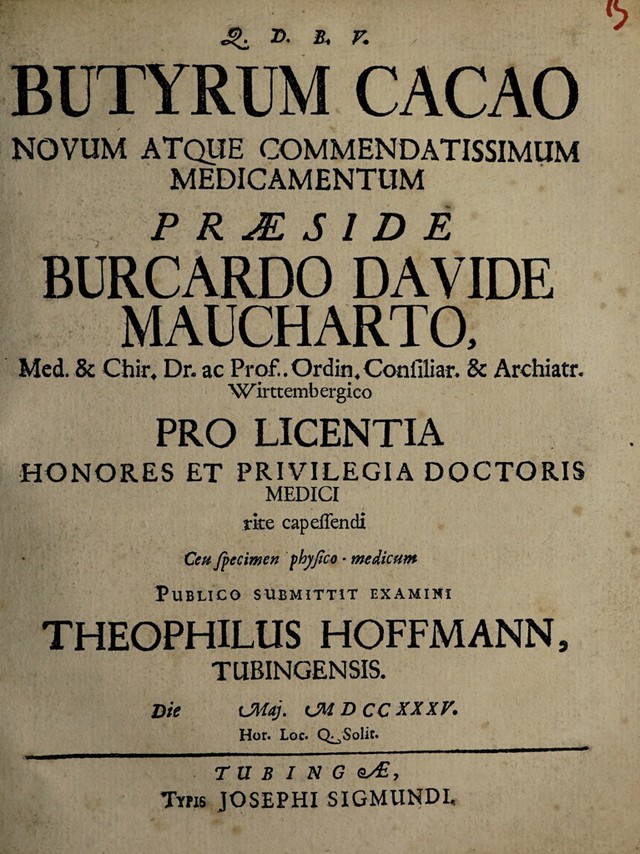 Q. D. B. V.
BUTYRUM CACAO
NOVUM ATQUE COMMENDATISSIMUM
MEDICAMENTUM
PRÆSIDE
BURCARDO DAVIDE
MAUCHARTO,
Med. & Chir. Dr. ac Prof. Ordin. Conſiliar. & Archiatr.
Wirttembergico
PRO LICENTIA
HONORES ET PRIVILEGIA DOCTORIS
MEDICI
rite capeſſendi
Ceu ſpecimen phyſico-medicum
PUBLICO SUBMITTIT EXAMINI
THEOPHILUS HOFFMANN,
TUBINGENSIS.
Die Maj. MDCCXXXV.
Hor. Loc. Q. Solit.
TUBINGÆ,
TYPIS JOSEPHI SIGMUNDI.